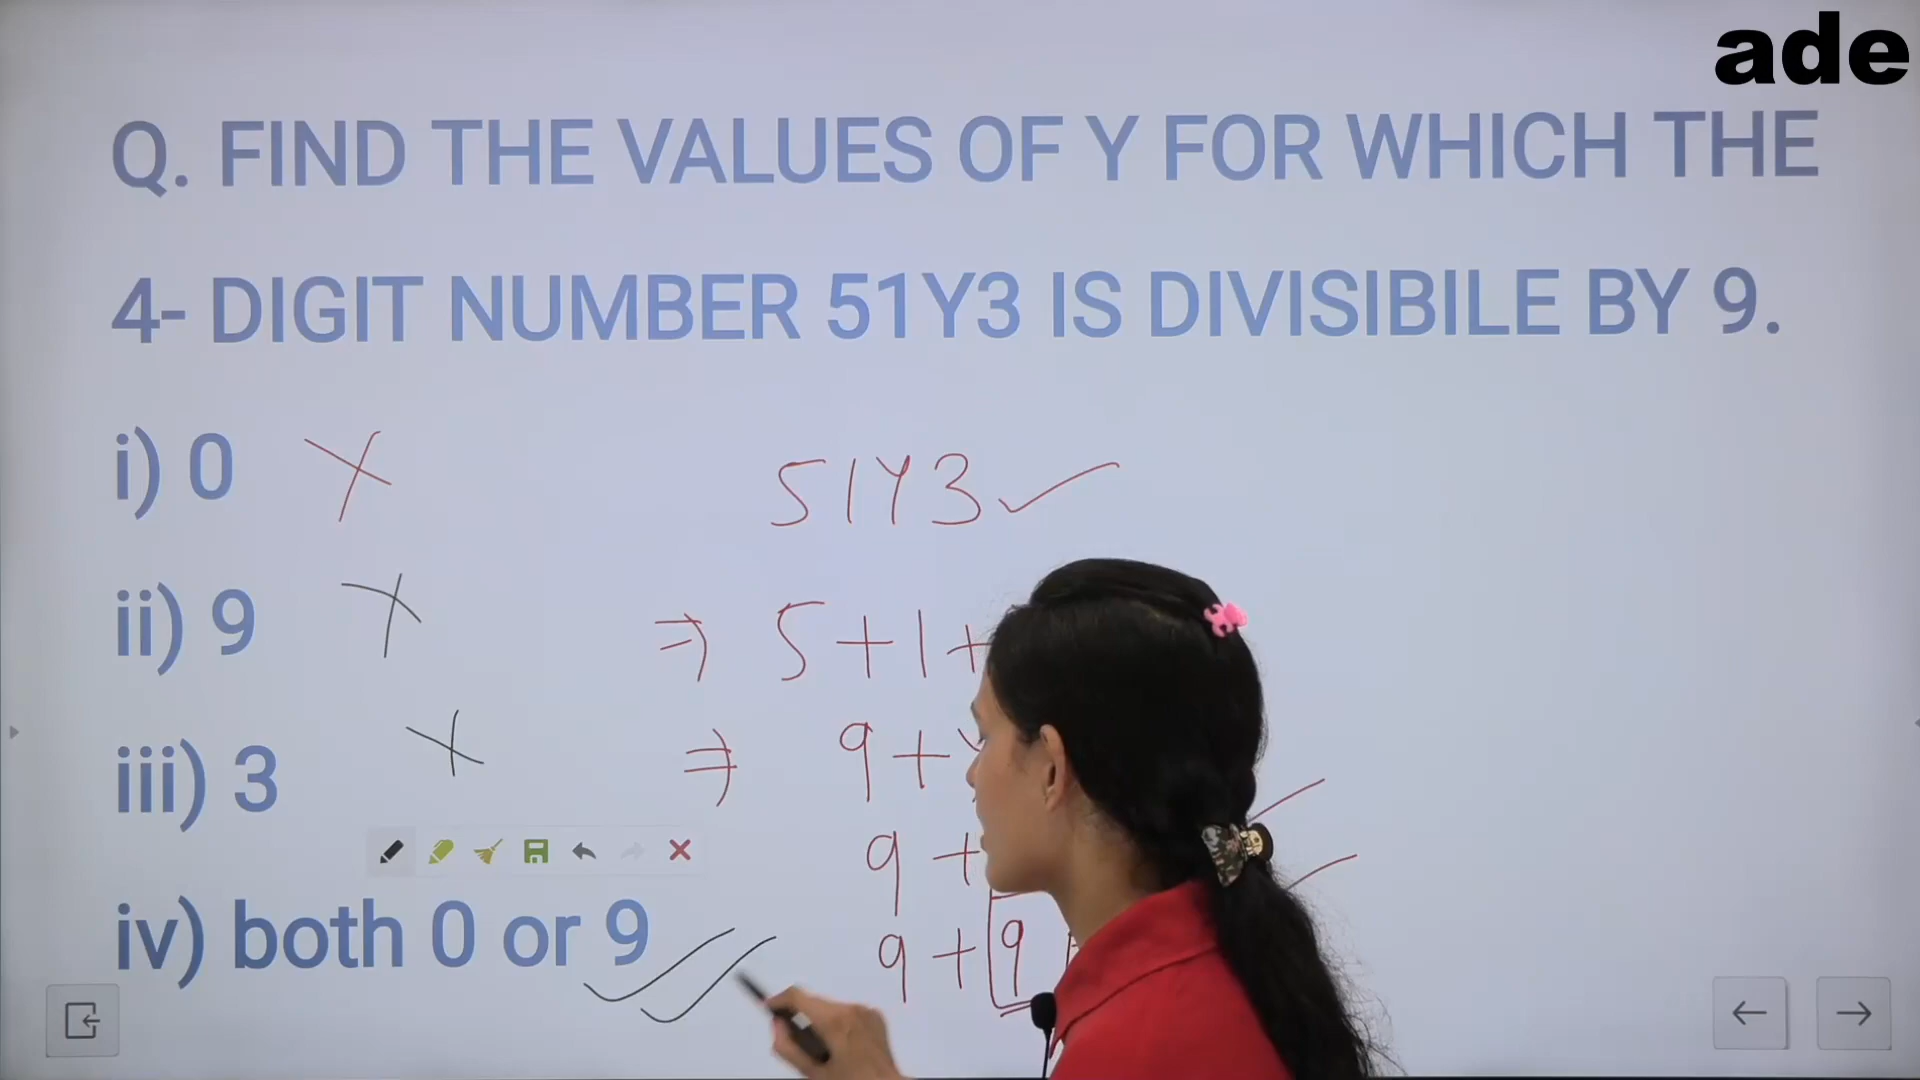 ade
Q. FIND THE VALUES OF Y FOR WHICH THE
4- DIGIT NUMBER 51Y3 IS DIVISIBILE BY 9.
i) 0
51Y3
ii) 9
⇒ 5+1+
iii) 3
⇒ 9+
9+
iv) both 0 or 9
9+9